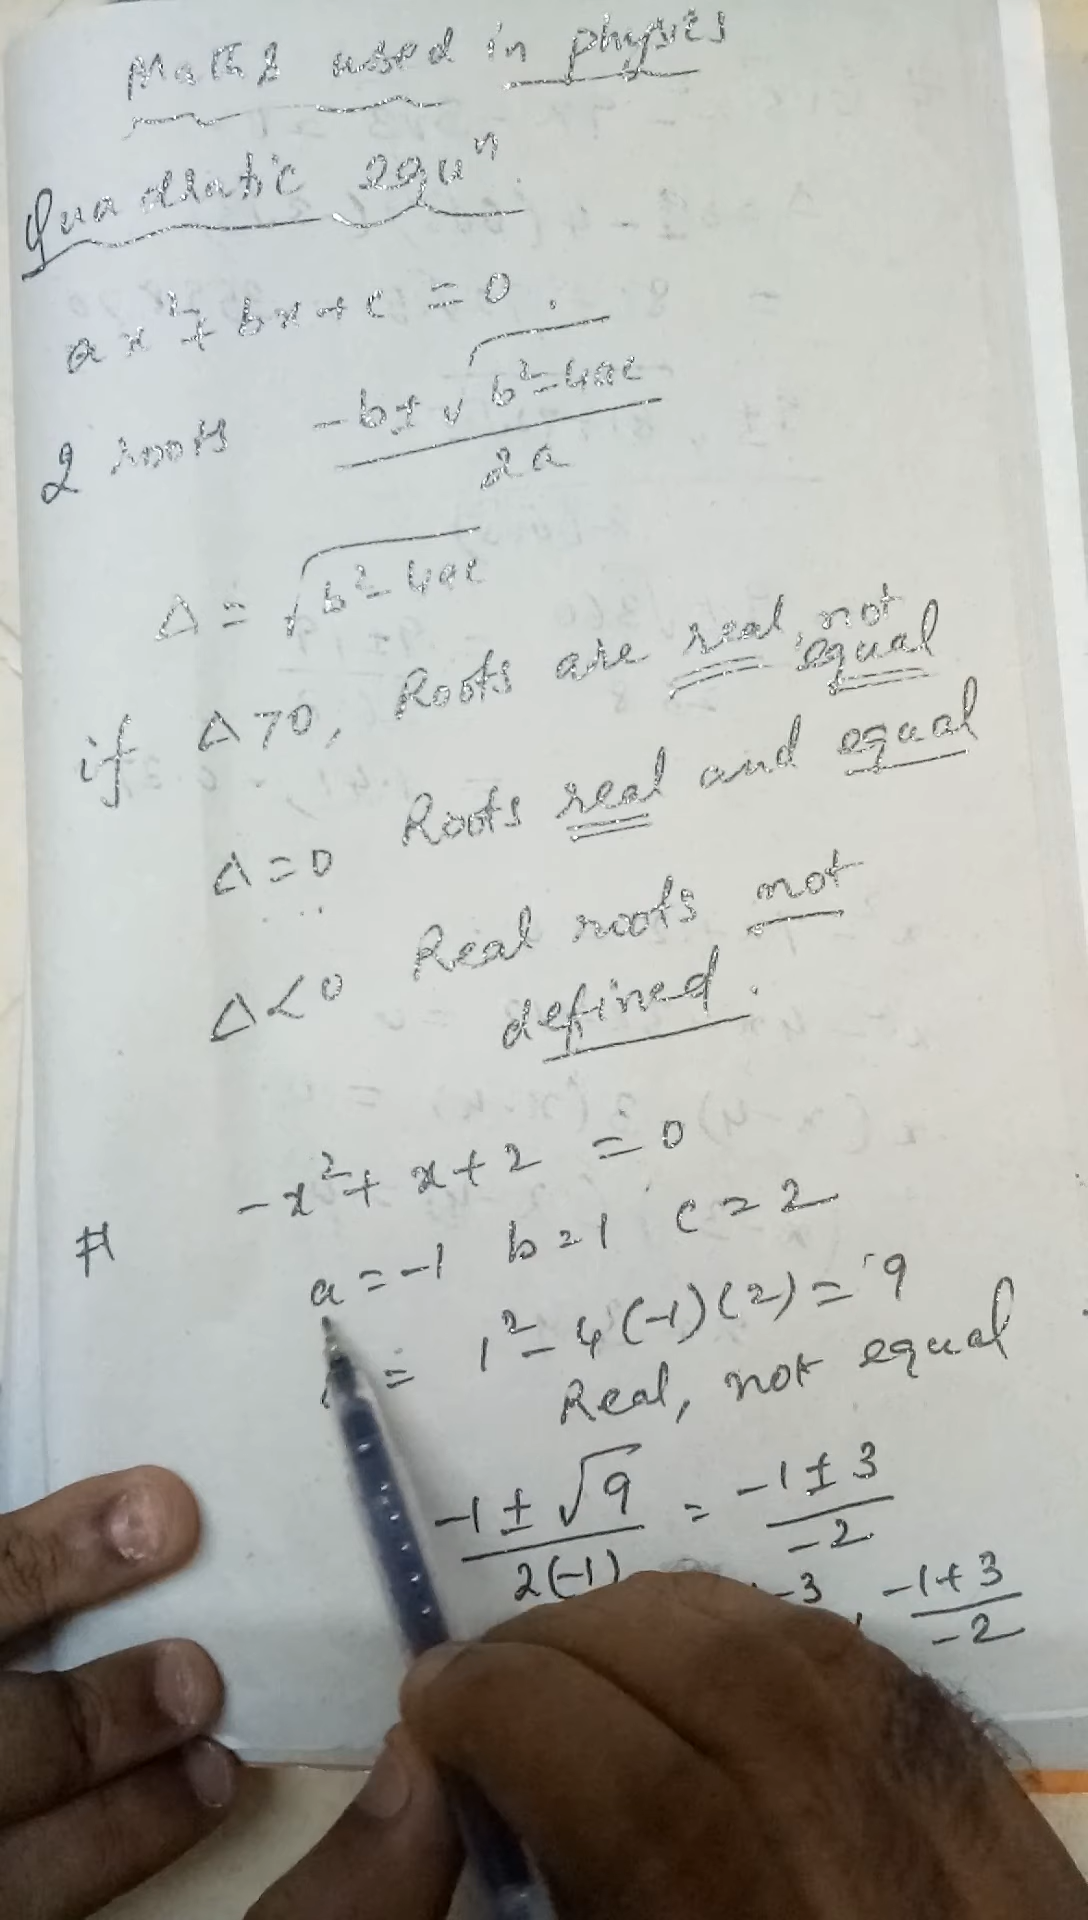 Maths used in physics
Quadratic equⁿ
ax² + bx + c = 0.
2 roots -b ± √b² - 4ac / 2a
Δ = √b² - 4ac
if Δ > 0, Roots are real, not equal
Δ = 0 Roots real and equal
Δ < 0 Real roots not
defined.
# -x² + x + 2 = 0
a = -1 b = 1 c = 2
= 1² - 4(-1)(2) = 9
Real, not equal
-1 ± √9 / 2(-1) = -1 ± 3 / -2
-3 , -1 + 3 / -2